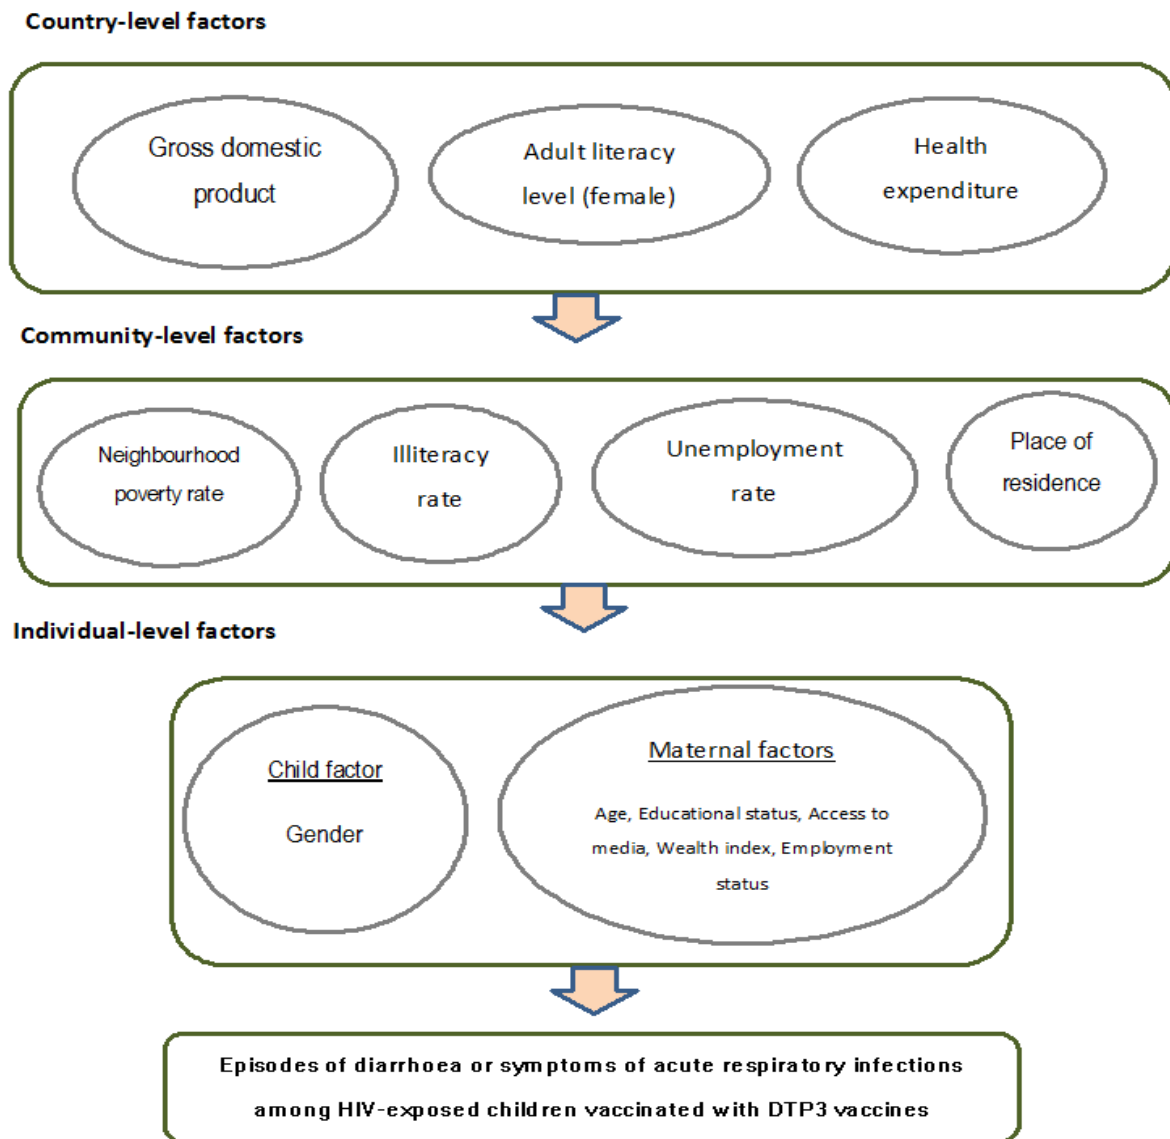 Country-level factors
Gross domestic
product
Adult literacy
level (female)
Health
expenditure
Community-level factors
Neighbourhood
poverty rate
Illiteracy
rate
Unemployment
rate
Place of
residence
Individual-level factors
Child factor
Gender
Maternal factors
Age, Educational status, Access to
media, Wealth index, Employment
status
Episodes of diarrhoea or symptoms of acute respiratory infections
among HIV-exposed children vaccinated with DTP3 vaccines